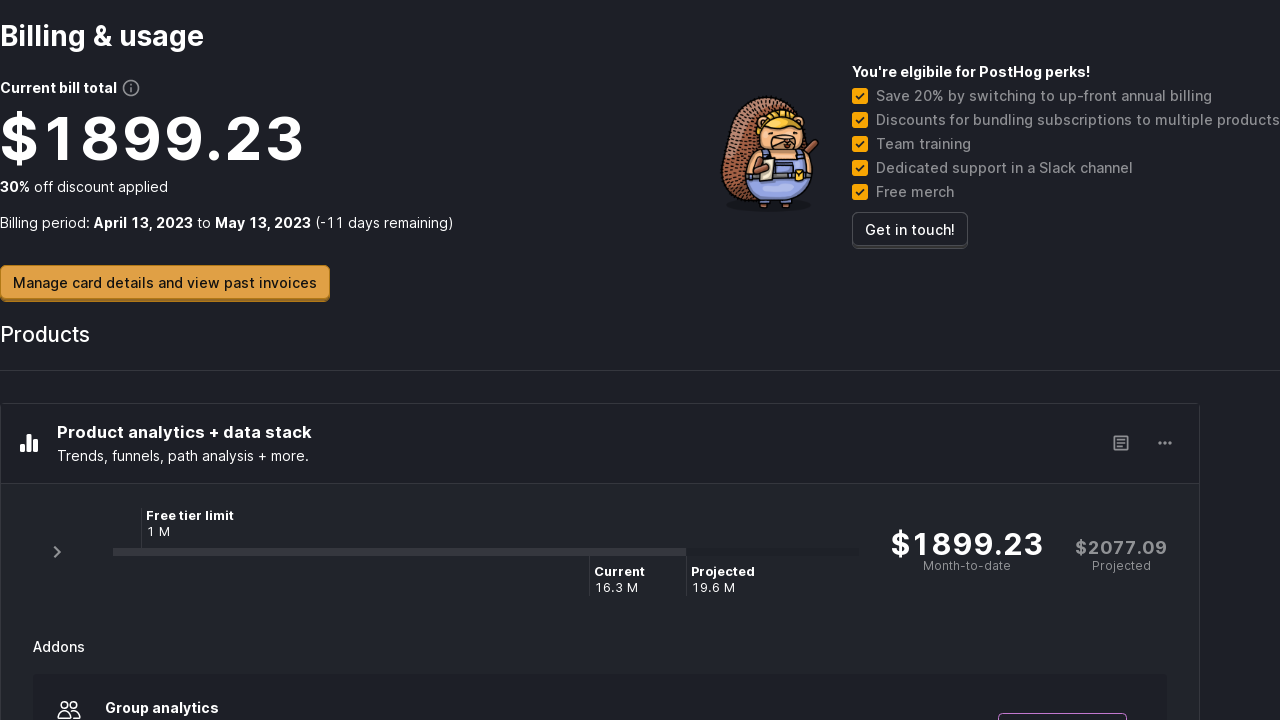 Billing & usage
Current bill total
$1899.23
30% off discount applied
Billing period: April 13, 2023 to May 13, 2023 (-11 days remaining)
Manage card details and view past invoices
You're elgibile for PostHog perks!
Save 20% by switching to up-front annual billing
Discounts for bundling subscriptions to multiple products
Team training
Dedicated support in a Slack channel
Free merch
Get in touch!
Products
Product analytics + data stack
Trends, funnels, path analysis + more.
Free tier limit
1 M
Current
16.3 M
Projected
19.6 M
$1899.23
Month-to-date
$2077.09
Projected
Addons
Group analytics